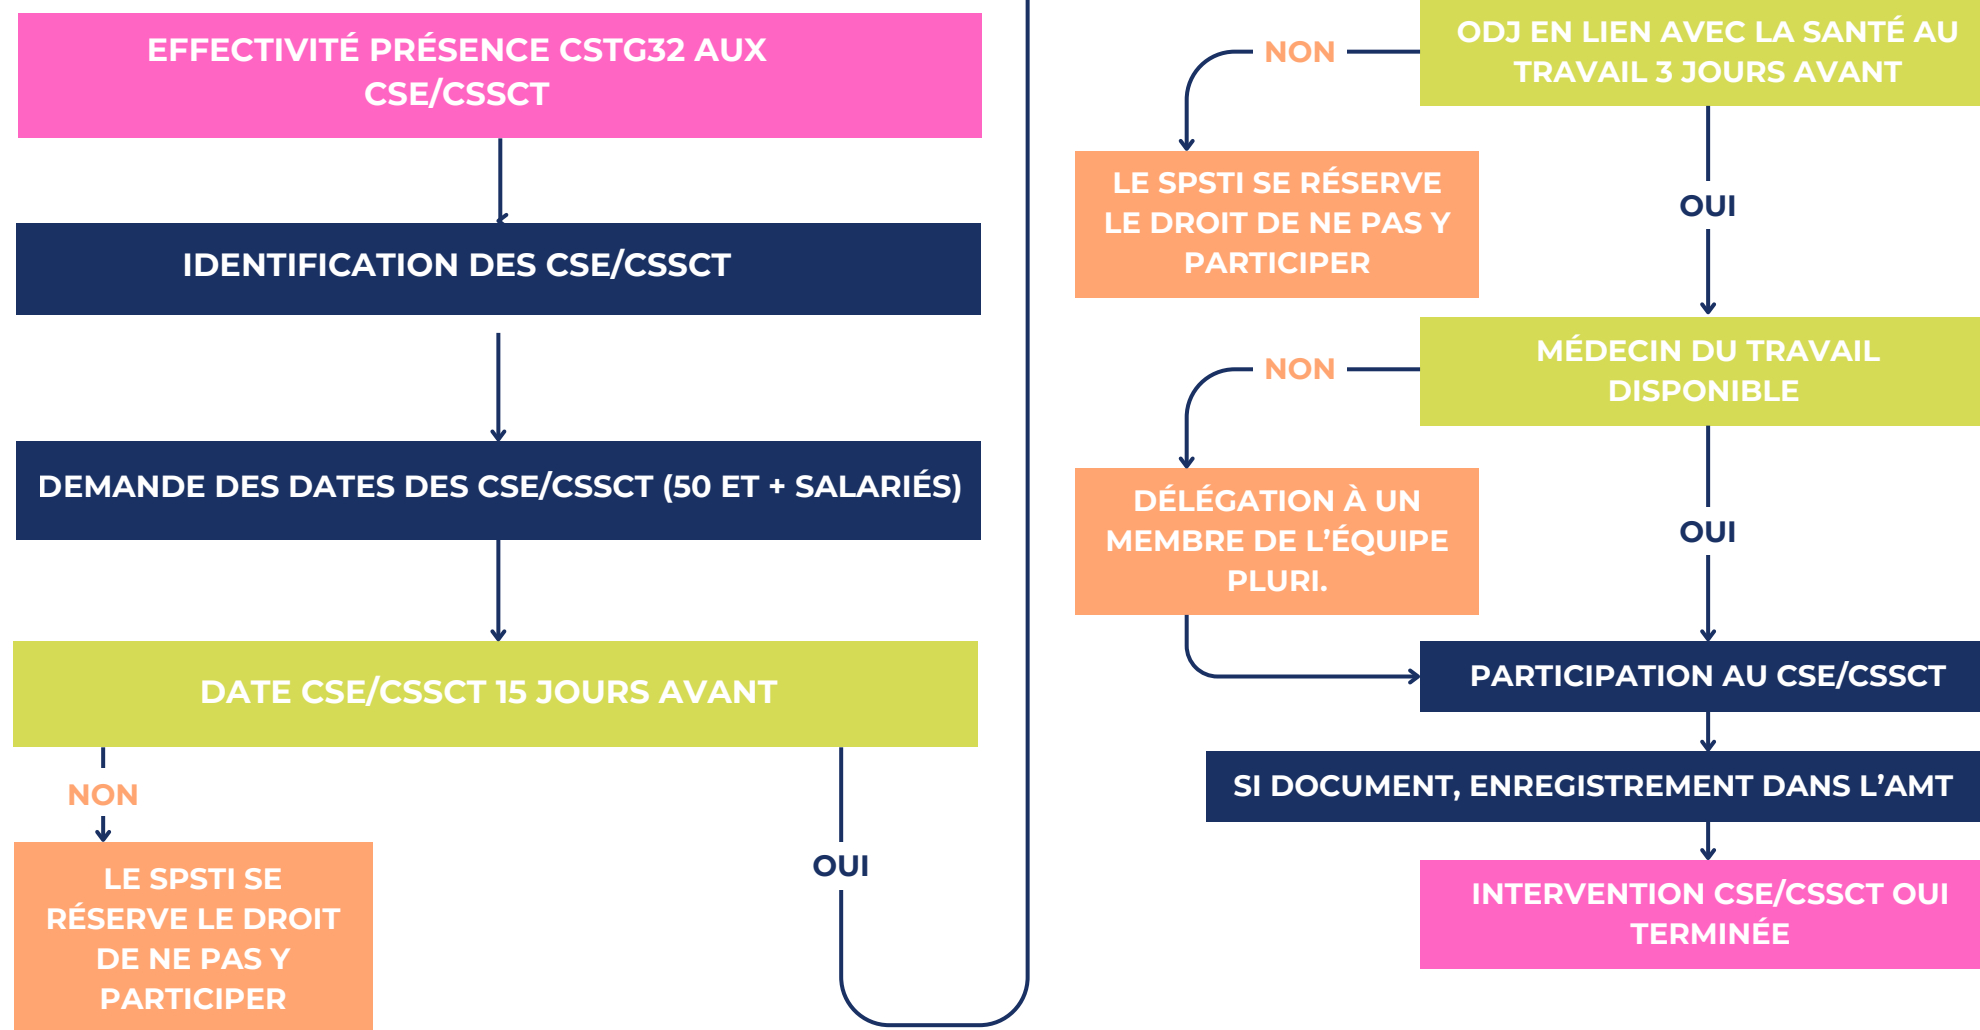 EFFECTIVITÉ PRÉSENCE CSTG32 AUX
CSE/CSSCT
IDENTIFICATION DES CSE/CSSCT
DEMANDE DES DATES DES CSE/CSSCT (50 ET + SALARIÉS)
DATE CSE/CSSCT 15 JOURS AVANT
NON
LE SPSTI SE
RÉSERVE LE DROIT
DE NE PAS Y
PARTICIPER
OUI
ODJ EN LIEN AVEC LA SANTÉ AU
TRAVAIL 3 JOURS AVANT
NON
LE SPSTI SE RÉSERVE
LE DROIT DE NE PAS Y
PARTICIPER
OUI
MÉDECIN DU TRAVAIL
DISPONIBLE
NON
DÉLÉGATION À UN
MEMBRE DE L’ÉQUIPE
PLURI.
OUI
PARTICIPATION AU CSE/CSSCT
SI DOCUMENT, ENREGISTREMENT DANS L’AMT
INTERVENTION CSE/CSSCT OUI
TERMINÉE